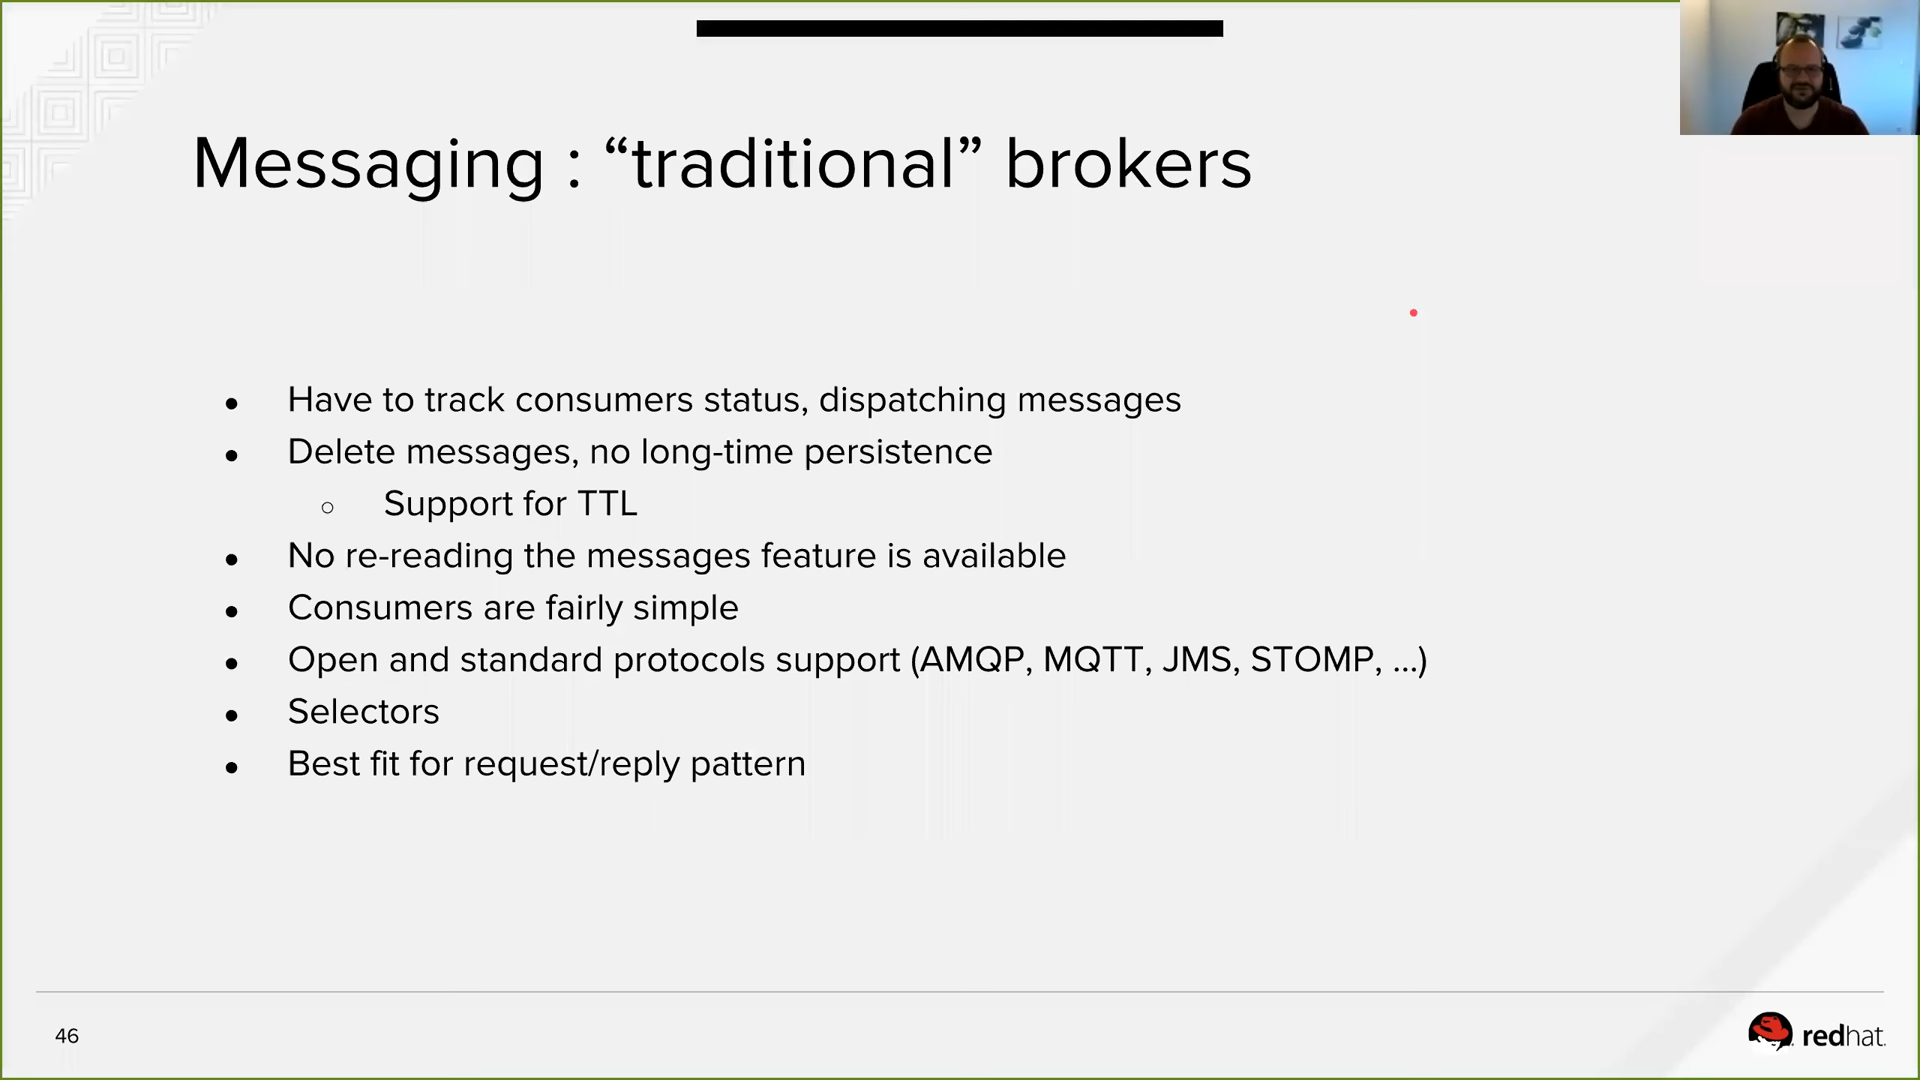 Messaging : “traditional” brokers
● Have to track consumers status, dispatching messages
● Delete messages, no long-time persistence
○ Support for TTL
● No re-reading the messages feature is available
● Consumers are fairly simple
● Open and standard protocols support (AMQP, MQTT, JMS, STOMP, ...)
● Selectors
● Best fit for request/reply pattern
46
redhat.